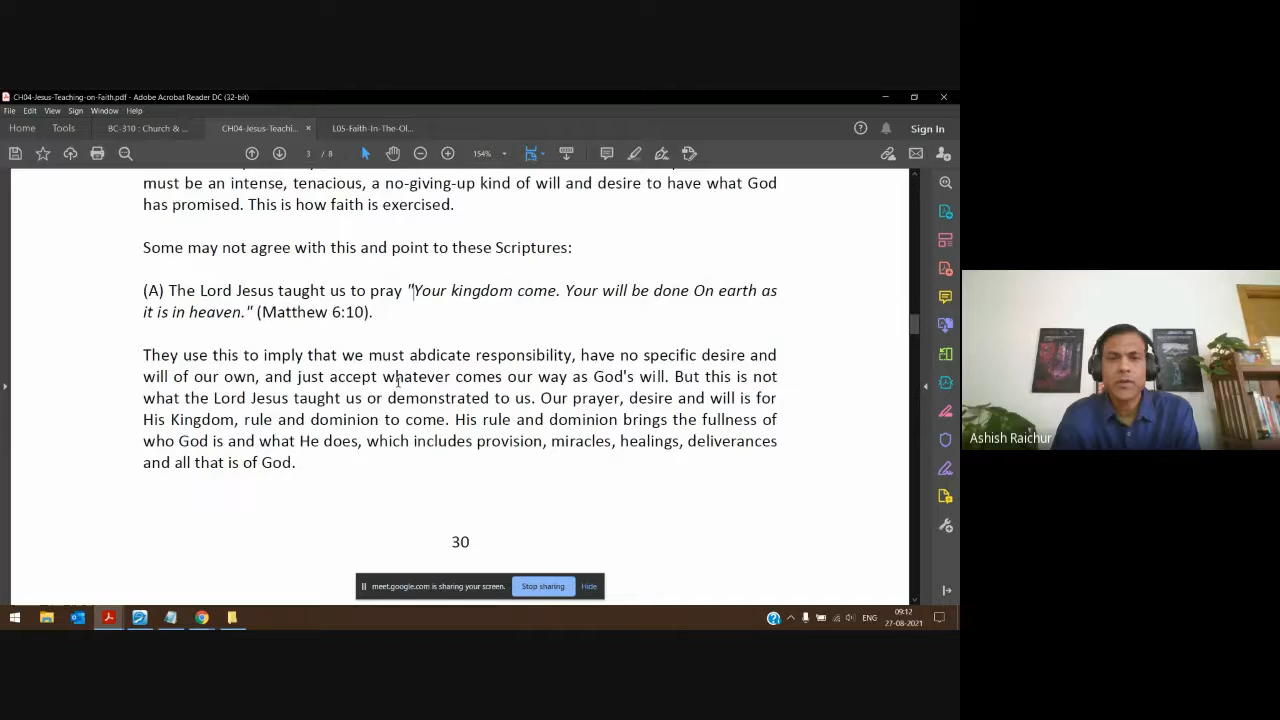 CH04-Jesus-Teaching-on-Faith.pdf - Adobe Acrobat Reader DC (32-bit)
File Edit View Sign Window Help
Home Tools BC-310 : Church & ... CH04-Jesus-Teachi... × L05-Faith-In-The-Ol... Sign In
3 / 8 154%
must be an intense, tenacious, a no-giving-up kind of will and desire to have what God
has promised. This is how faith is exercised.
Some may not agree with this and point to these Scriptures:
(A) The Lord Jesus taught us to pray "Your kingdom come. Your will be done On earth as
it is in heaven." (Matthew 6:10).
They use this to imply that we must abdicate responsibility, have no specific desire and
will of our own, and just accept whatever comes our way as God's will. But this is not
what the Lord Jesus taught us or demonstrated to us. Our prayer, desire and will is for
His Kingdom, rule and dominion to come. His rule and dominion brings the fullness of
who God is and what He does, which includes provision, miracles, healings, deliverances
and all that is of God.
30
meet.google.com is sharing your screen. Stop sharing Hide
ENG 09:12
27-08-2021
Ashish Raichur